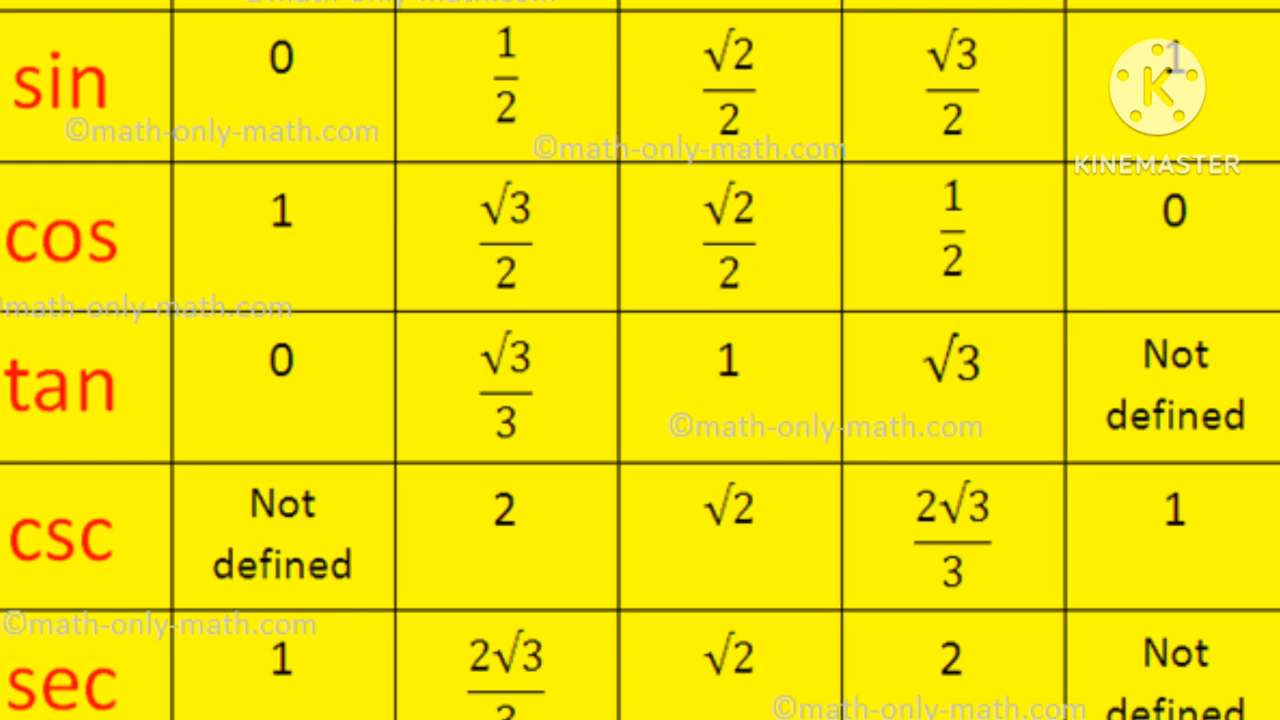 sin 0 1/2 √2/2 √3/2 1
©math-only-math.com ©math-only-math.com
KINEMASTER
cos 1 √3/2 √2/2 1/2 0
math-only-math.com
tan 0 √3/3 1 √3 Not defined
©math-only-math.com
csc Not defined 2 √2 2√3/3 1
©math-only-math.com
sec 1 2√3/3 √2 2 Not defined
©math-only-math.com